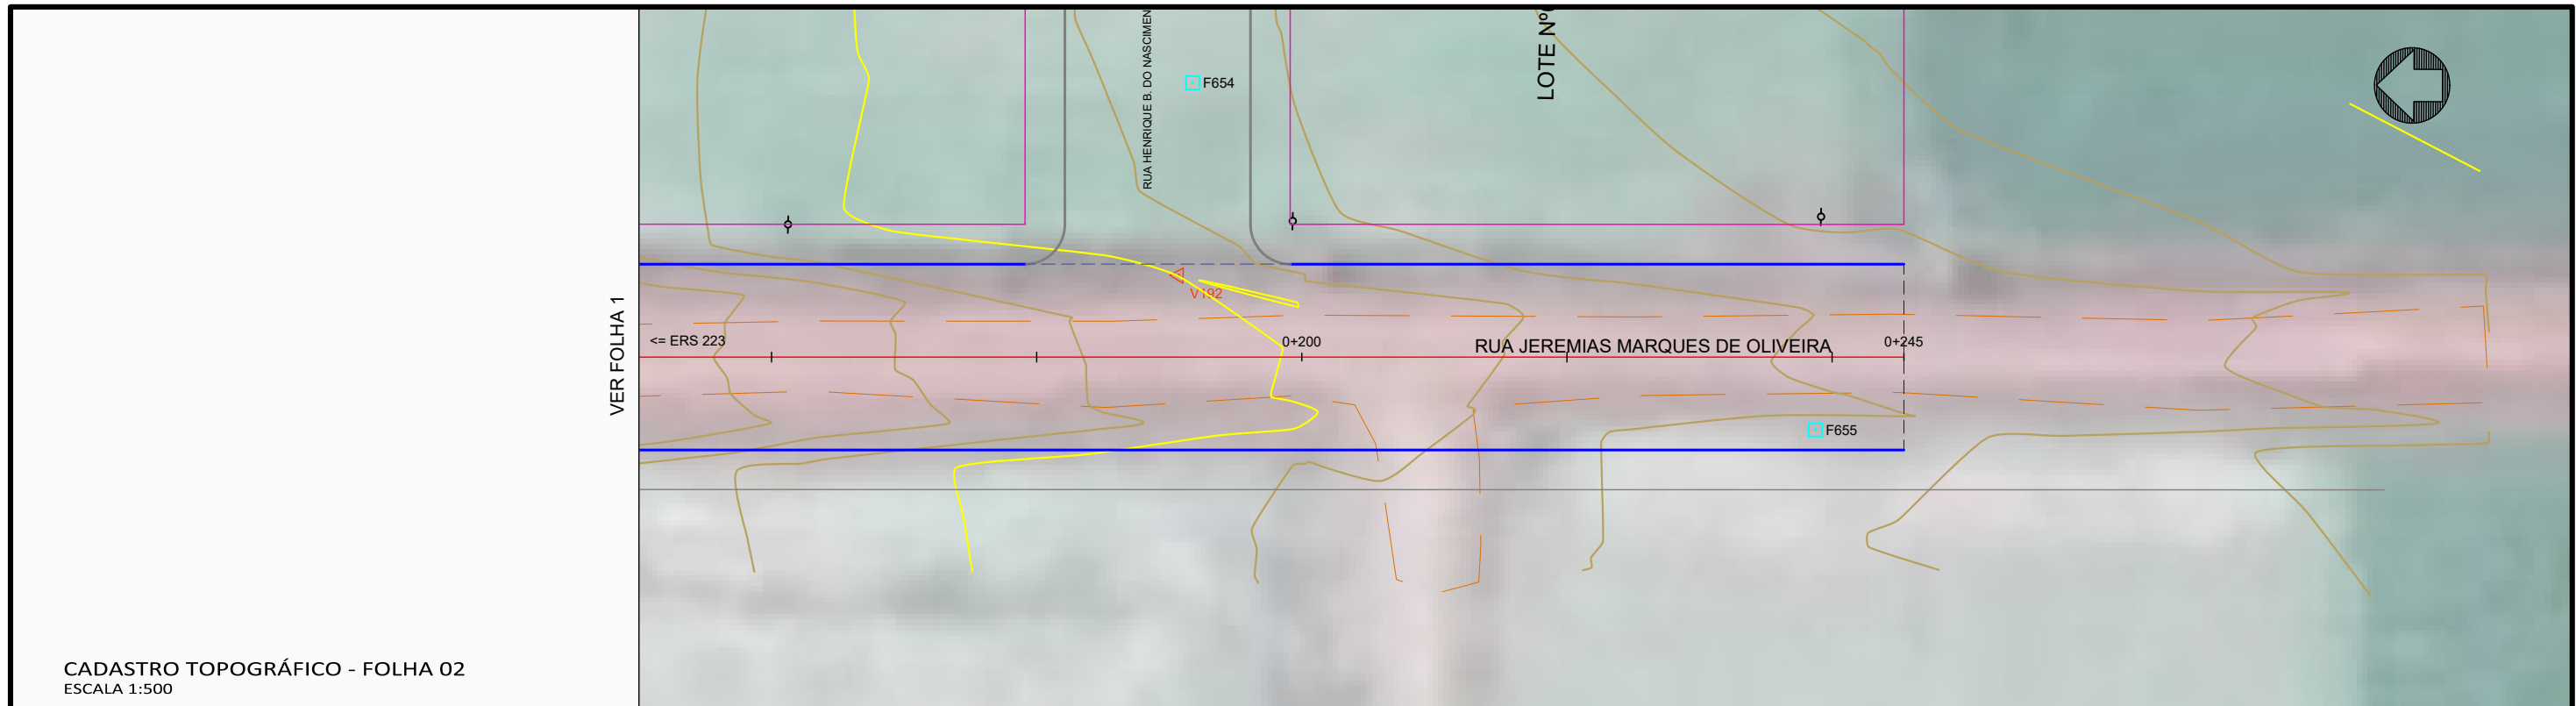 RUA HENRIQUE B. DO NASCIMEN
F654
LOTE Nº
V192
VER FOLHA 1
<= ERS 223
0+200
RUA JEREMIAS MARQUES DE OLIVEIRA
0+245
F655
CADASTRO TOPOGRÁFICO - FOLHA 02
ESCALA 1:500